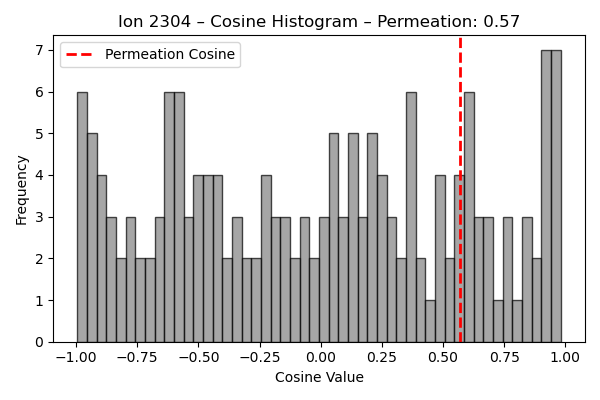 Ion 2304 – Cosine Histogram – Permeation: 0.57
Permeation Cosine
Frequency
7
6
5
4
3
2
1
0
−1.00 −0.75 −0.50 −0.25 0.00 0.25 0.50 0.75 1.00
Cosine Value